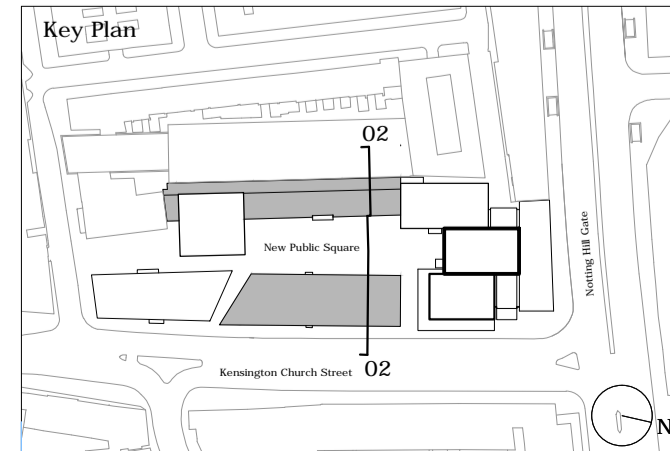 Key Plan
02
New Public Square
Notting Hill Gate
Kensington Church Street
02
N